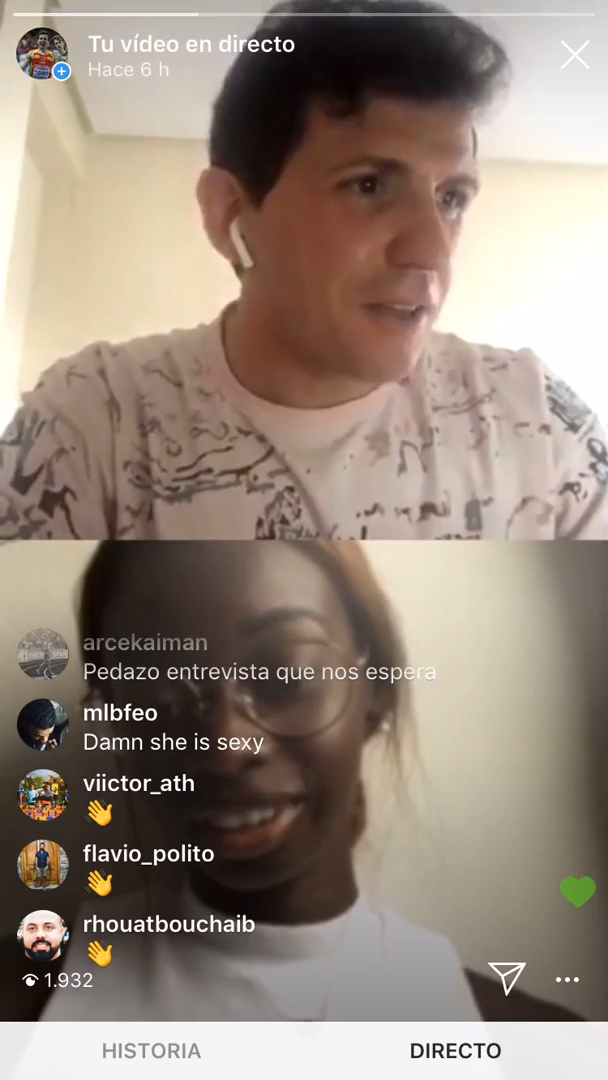 Tu vídeo en directo
Hace 6 h
arcekaiman
Pedazo entrevista que nos espera
mlbfeo
Damn she is sexy
viictor_ath
👋
flavio_polito
👋
rhouatbouchaib
👋
1.932
HISTORIA
DIRECTO